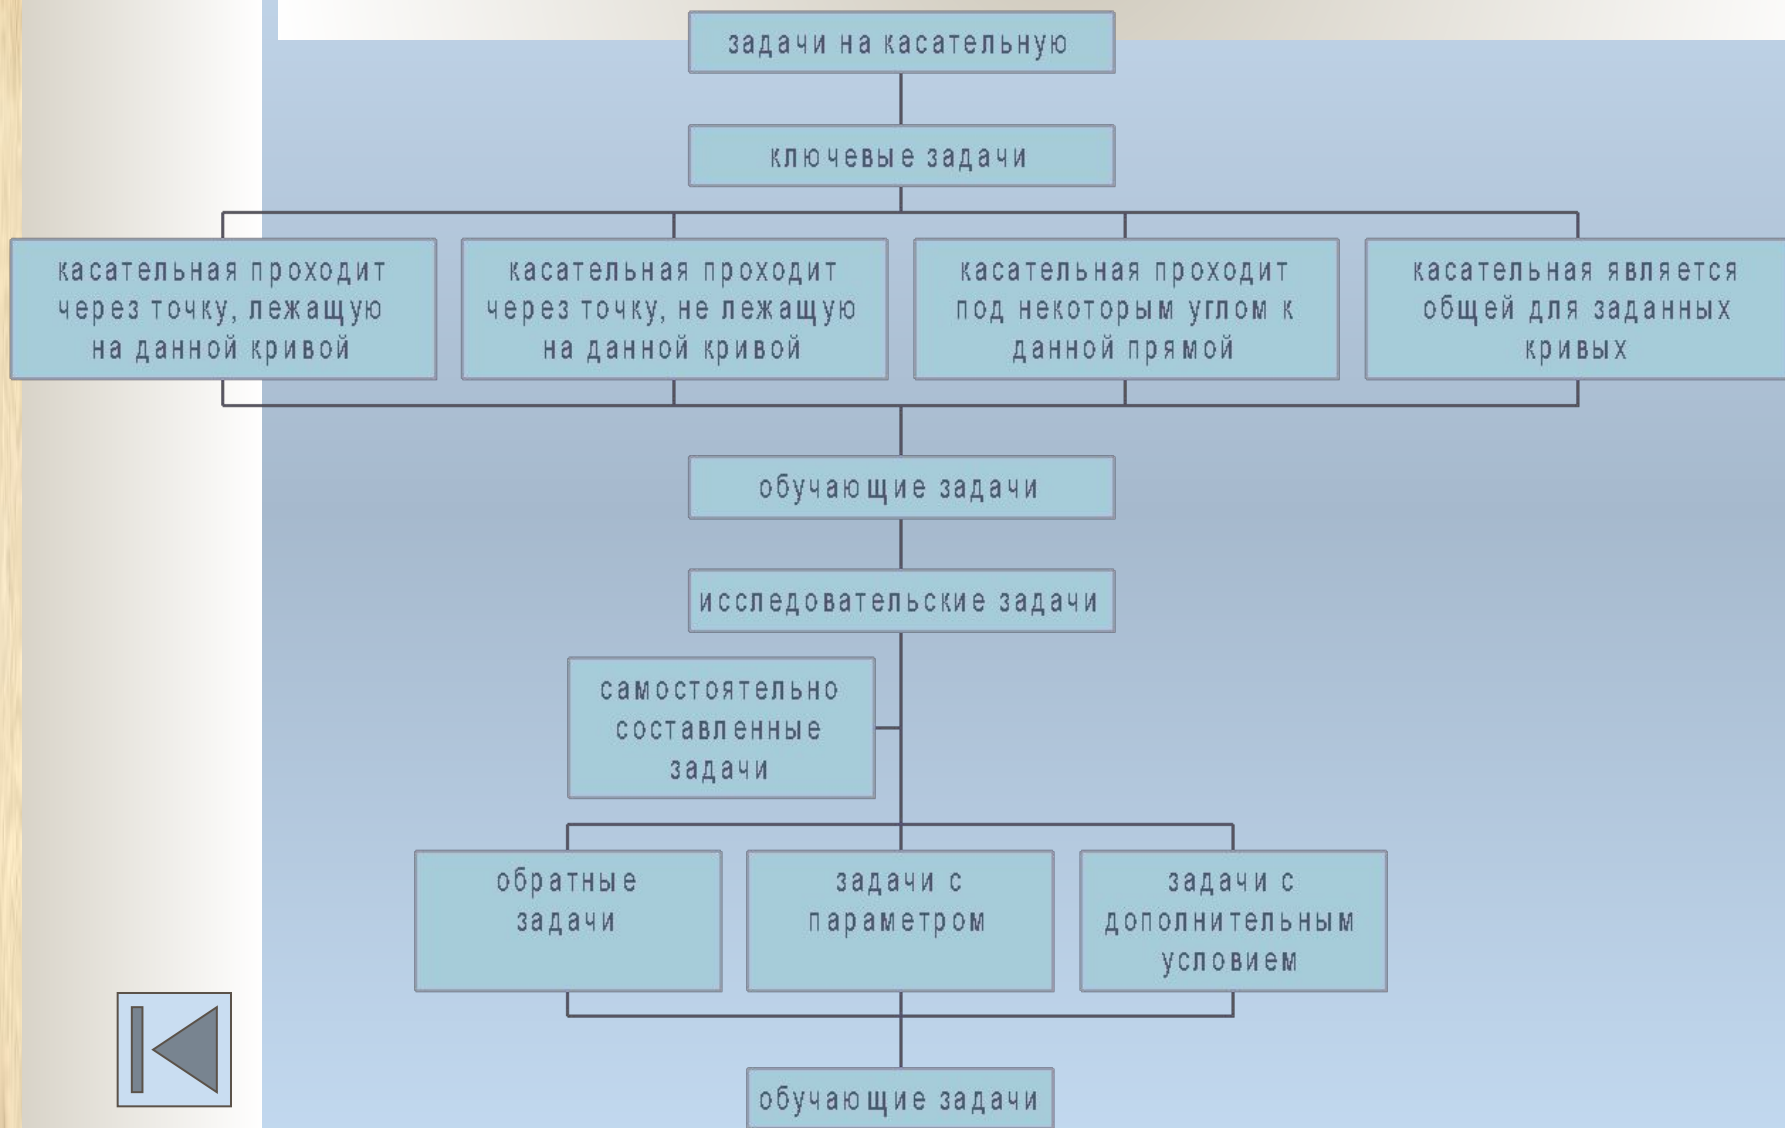 задачи на касательную
ключевые задачи
касательная проходит
через точку, лежащую
на данной кривой
касательная проходит
через точку, не лежащую
на данной кривой
касательная проходит
под некоторым углом к
данной прямой
касательная является
общей для заданных
кривых
обучающие задачи
исследовательские задачи
самостоятельно
составленные
задачи
обратные
задачи
задачи с
параметром
задачи с
дополнительным
условием
обучающие задачи